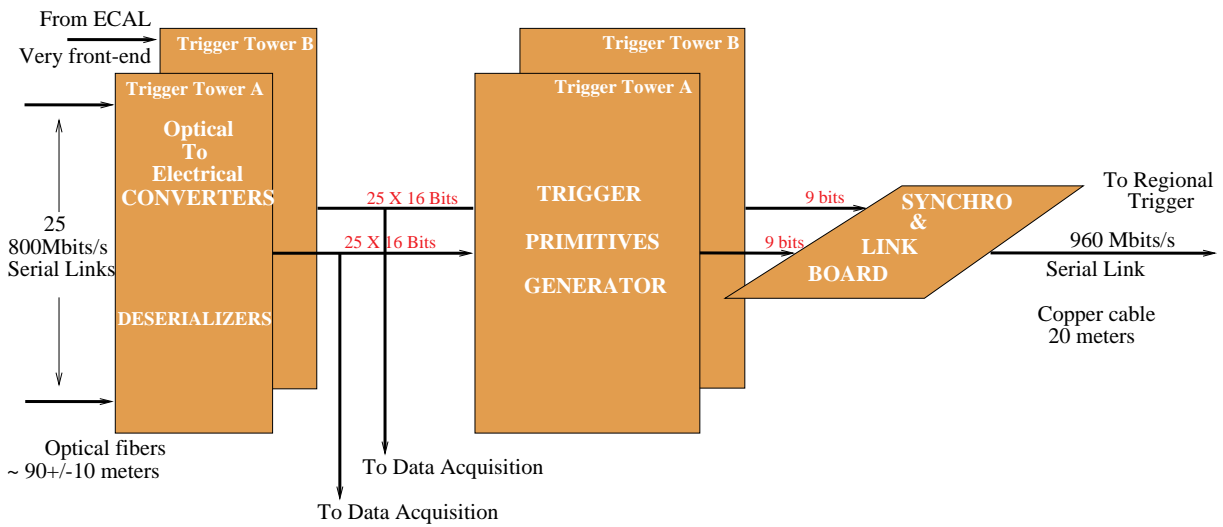 From ECAL
Very front-end
Trigger Tower B
Trigger Tower A
Optical
To
Electrical
CONVERTERS
DESERIALIZERS
25
800Mbits/s
Serial Links
Optical fibers
~ 90+/-10 meters
25 X 16 Bits
25 X 16 Bits
To Data Acquisition
To Data Acquisition
Trigger Tower B
Trigger Tower A
TRIGGER
PRIMITIVES
GENERATOR
9 bits
9 bits
SYNCHRO
&
LINK
BOARD
To Regional
Trigger
960 Mbits/s
Serial Link
Copper cable
20 meters